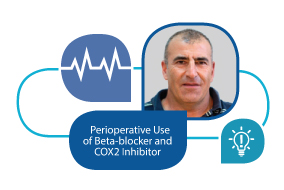 Perioperative Use
of Beta-blocker and
COX2 Inhibitor